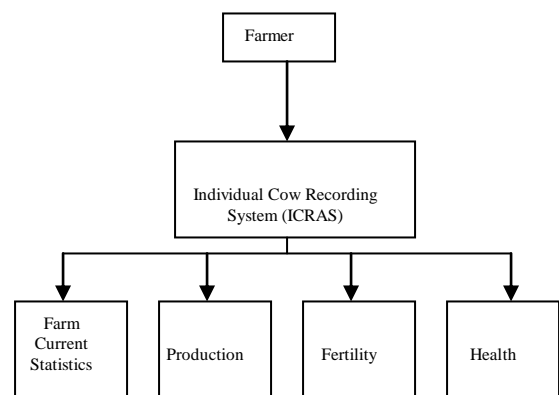 Farmer
Individual Cow Recording
System (ICRAS)
Farm
Current
Statistics
Production
Fertility
Health